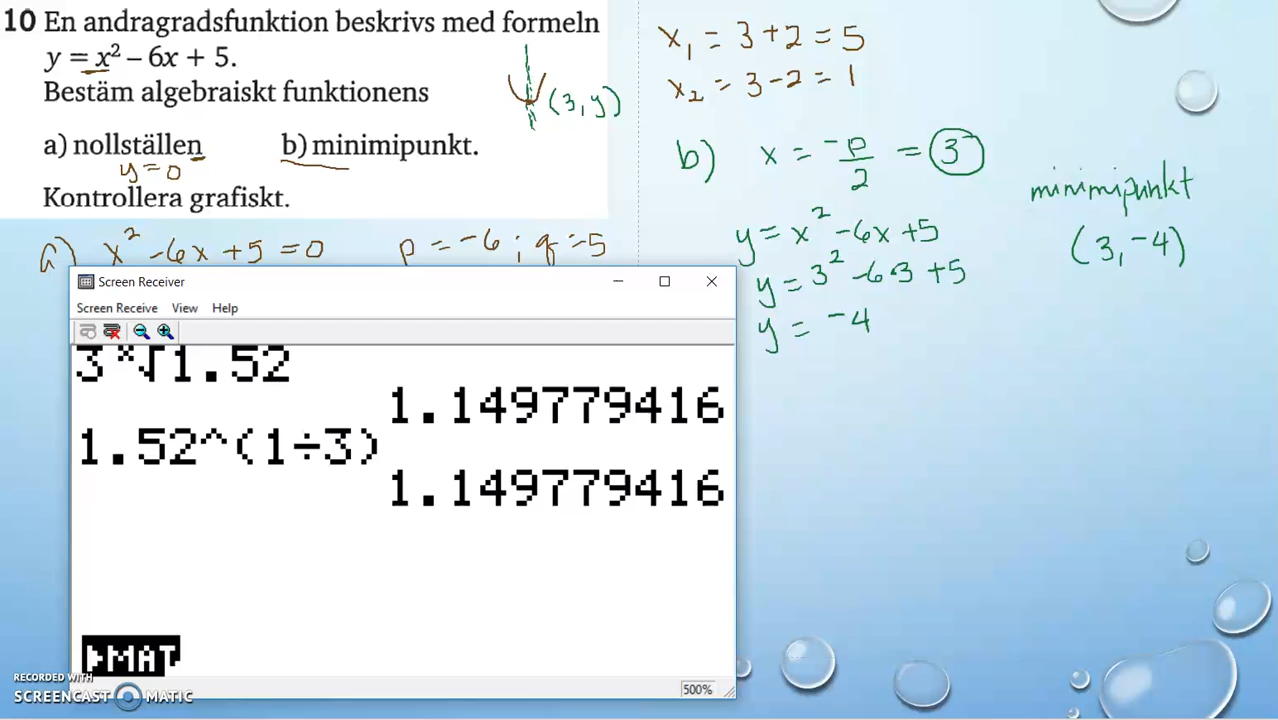 10 En andragradsfunktion beskrivs med formeln
y = x² – 6x + 5.
Bestäm algebraiskt funktionens
(3, y)
a) nollställen b) minimipunkt.
y = 0
Kontrollera grafiskt.
a) x² - 6x + 5 = 0 p = -6 ; q = 5
x₁ = 3 + 2 = 5
x₂ = 3 - 2 = 1
b) x = -p/2 = 3
y = x² - 6x + 5
y = 3² - 6·3 + 5
y = -4
minimipunkt
(3, -4)
Screen Receiver
Screen Receive View Help
3ˣ√1.52
1.149779416
1.52^(1÷3)
1.149779416
▶MAT
500%
RECORDED WITH
SCREENCAST MATIC